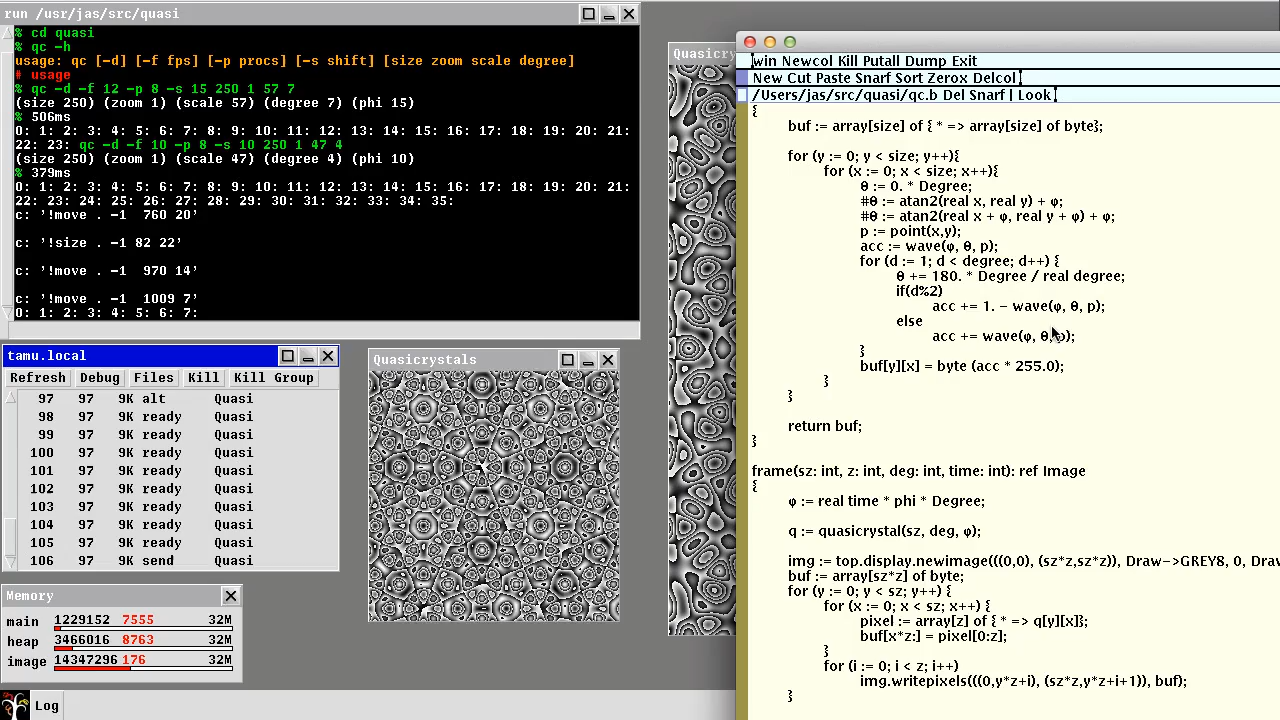 run /usr/jas/src/quasi
% cd quasi
% qc -h
usage: qc [-d] [-f fps] [-p procs] [-s shift] [size zoom scale degree]
# usage
% qc -d -f 12 -p 8 -s 15 250 1 57 7
(size 250) (zoom 1) (scale 57) (degree 7) (phi 15)
% 506ms
0: 1: 2: 3: 4: 5: 6: 7: 8: 9: 10: 11: 12: 13: 14: 15: 16: 17: 18: 19: 20: 21:
22: 23: qc -d -f 10 -p 8 -s 10 250 1 47 4
(size 250) (zoom 1) (scale 47) (degree 4) (phi 10)
% 379ms
0: 1: 2: 3: 4: 5: 6: 7: 8: 9: 10: 11: 12: 13: 14: 15: 16: 17: 18: 19: 20: 21:
22: 23: 24: 25: 26: 27: 28: 29: 30: 31: 32: 33: 34: 35:
c: '!move . -1  760 20'
c: '!size . -1 82 22'
c: '!move . -1  970 14'
c: '!move . -1  1009 7'
0: 1: 2: 3: 4: 5: 6: 7:
tamu.local
Refresh Debug Files Kill Kill Group
97 97 9K alt Quasi
98 97 9K ready Quasi
99 97 9K ready Quasi
100 97 9K ready Quasi
101 97 9K ready Quasi
102 97 9K ready Quasi
103 97 9K ready Quasi
104 97 9K ready Quasi
105 97 9K ready Quasi
106 97 9K send Quasi
Memory
main 1229152 7555 32M
heap 3466016 8763 32M
image 14347296 176 32M
Log
Quasicrystals
Quasicry
win Newcol Kill Putall Dump Exit
New Cut Paste Snarf Sort Zerox Delcol
/Users/jas/src/quasi/qc.b Del Snarf | Look
{
buf := array[size] of { * => array[size] of byte};
for (y := 0; y < size; y++){
for (x := 0; x < size; x++){
θ := 0. * Degree;
#θ := atan2(real x, real y) + φ;
#θ := atan2(real x + φ, real y + φ) + φ;
p := point(x,y);
acc := wave(φ, θ, p);
for (d := 1; d < degree; d++) {
θ += 180. * Degree / real degree;
if(d%2)
acc += 1. - wave(φ, θ, p);
else
acc += wave(φ, θ, p);
}
buf[y][x] = byte (acc * 255.0);
}
}
return buf;
}
frame(sz: int, z: int, deg: int, time: int): ref Image
{
φ := real time * phi * Degree;
q := quasicrystal(sz, deg, φ);
img := top.display.newimage(((0,0), (sz*z,sz*z)), Draw->GREY8, 0, Draw
buf := array[sz*z] of byte;
for (y := 0; y < sz; y++) {
for (x := 0; x < sz; x++) {
pixel := array[z] of { * => q[y][x]};
buf[x*z:] = pixel[0:z];
}
for (i := 0; i < z; i++)
img.writepixels(((0,y*z+i), (sz*z,y*z+i+1)), buf);
}